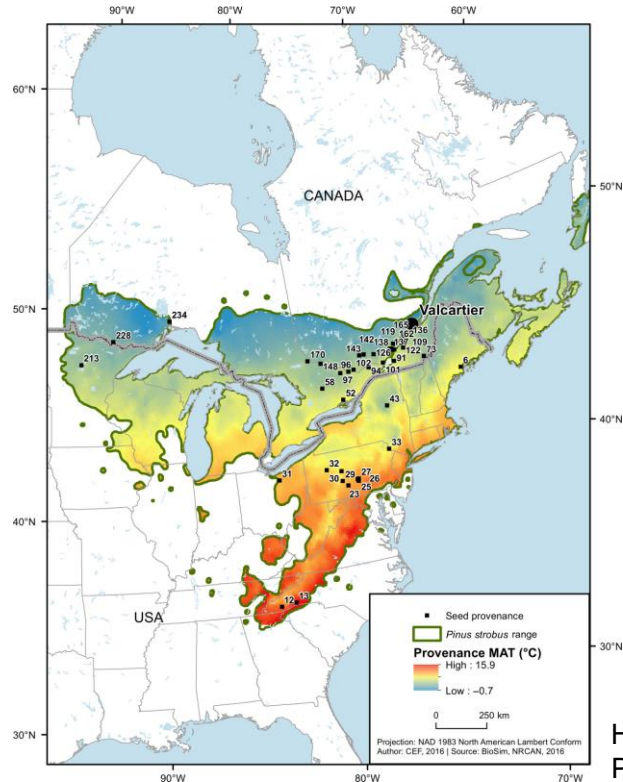 90°W 80°W 70°W 60°W
60°N
50°N
CANADA
50°N
Valcartier
234
228
213
165
119
136
162
142
138
137
109
143
126
122
73
170
148
96
102
91
94
101
97
58
52
6
40°N
43
33
32
31
27
29
30
26
25
23
40°N
12
13
USA
30°N
Seed provenance
Pinus strobus range
Provenance MAT (°C)
High : 15.9
Low : –0.7
0 250 km
Projection: NAD 1983 North American Lambert Conform
Author: CEF, 2016 | Source: BioSim, NRCAN, 2016
30°N
H
P
90°W 80°W 70°W